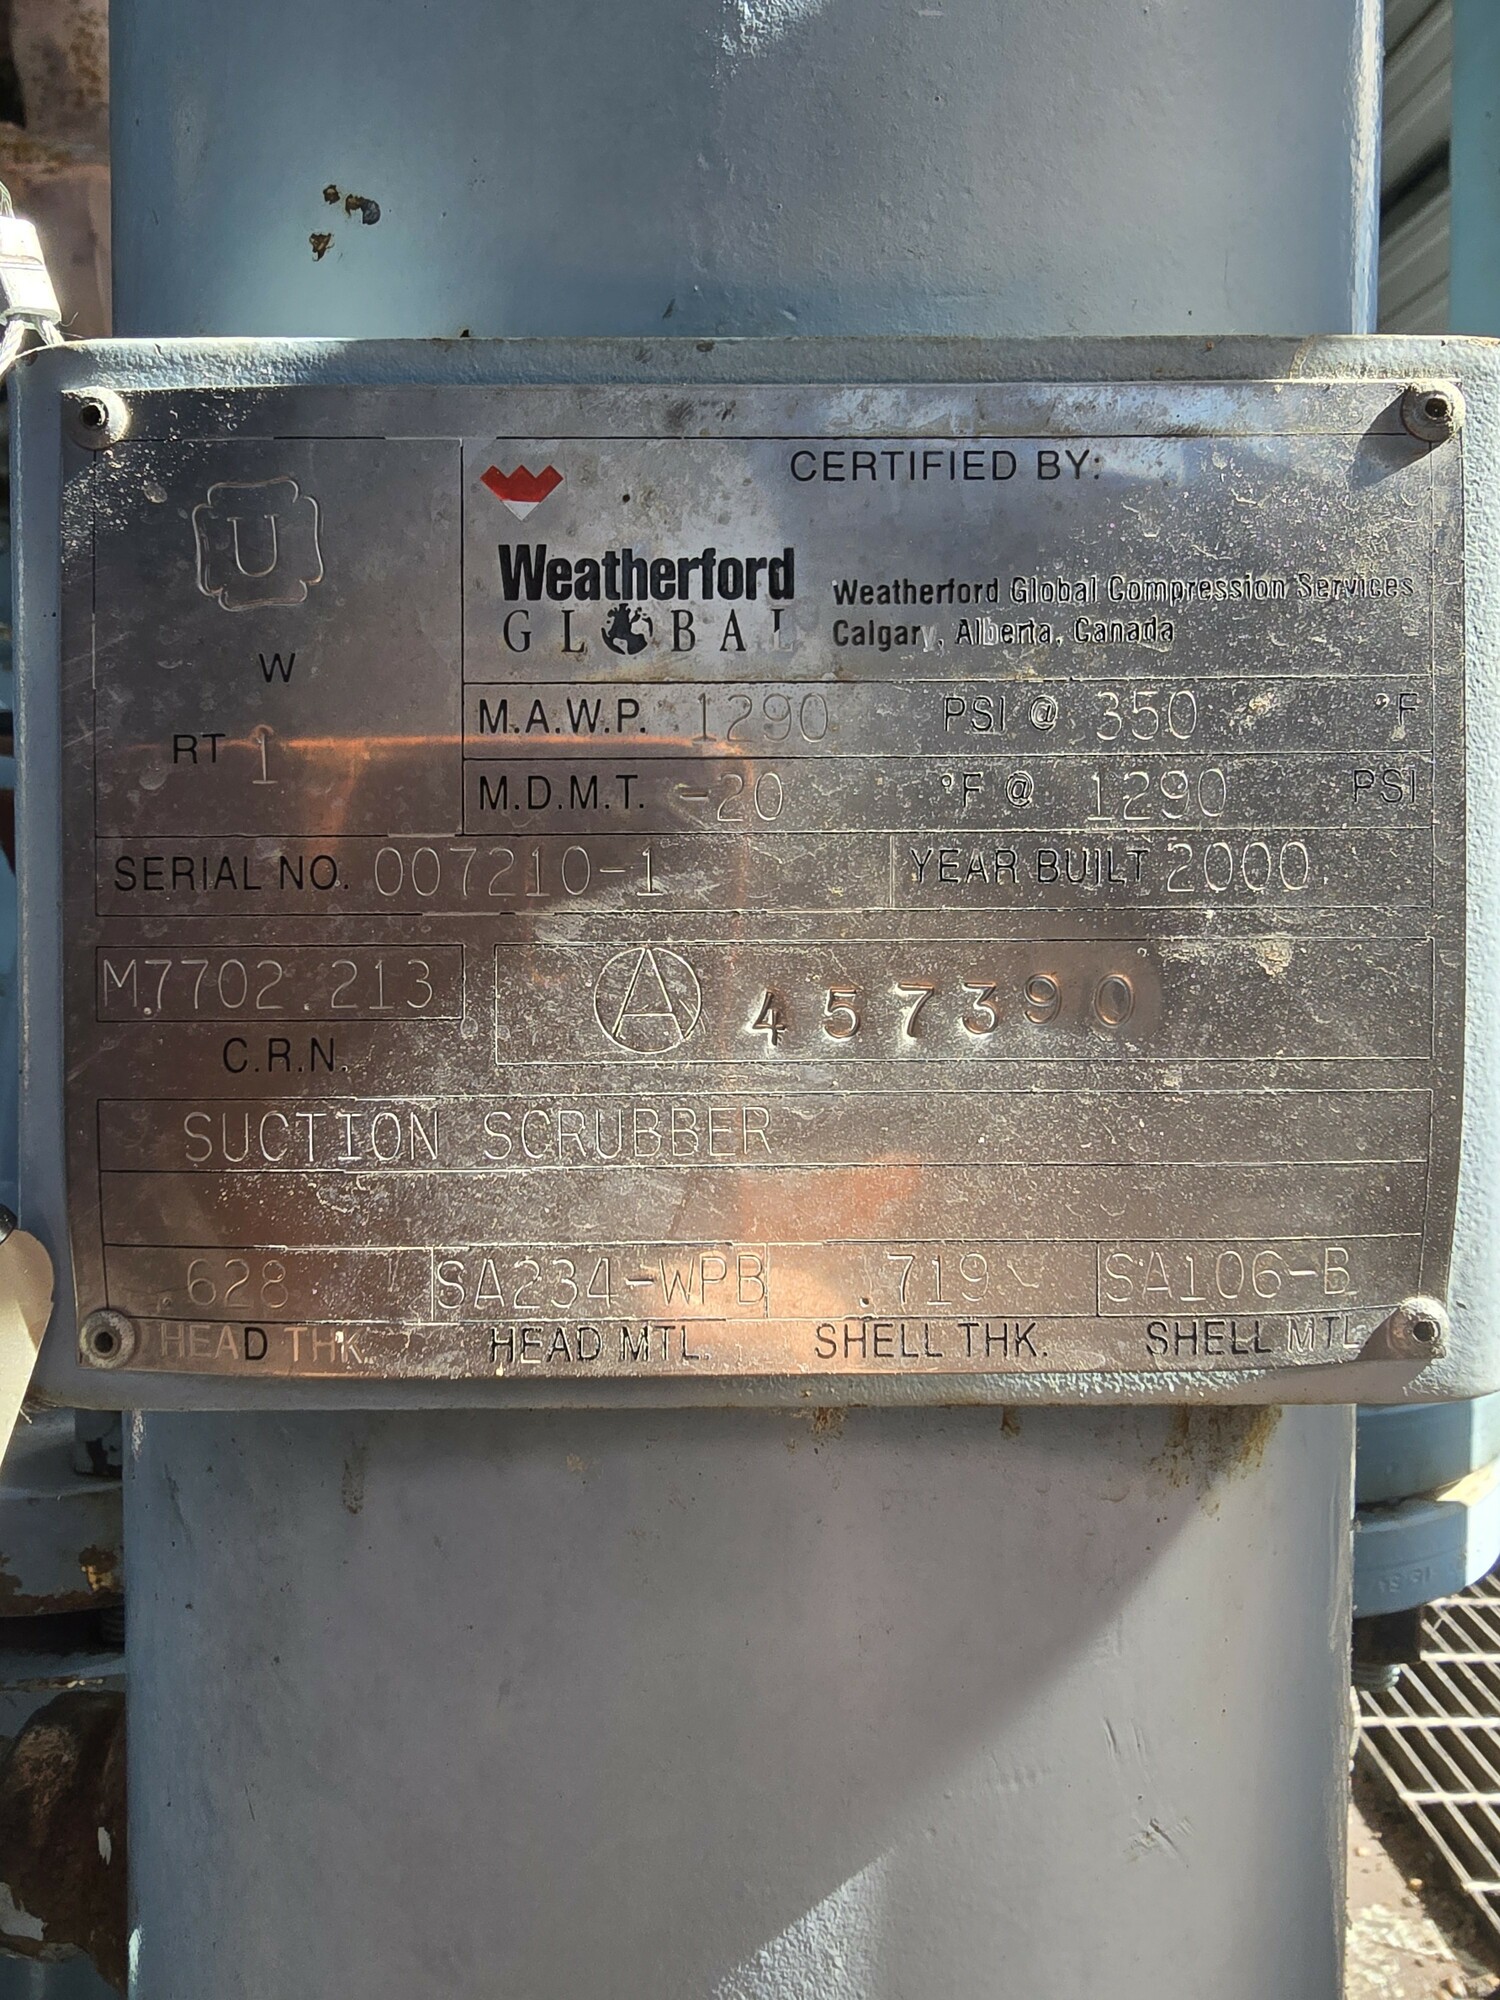 U
W
RT 1
CERTIFIED BY:
Weatherford
GLOBAL
Weatherford Global Compression Services
Calgary, Alberta, Canada
M.A.W.P. 1290 PSI @ 350 °F
M.D.M.T. -20 °F @ 1290 PSI
SERIAL NO. 007210-1 YEAR BUILT 2000
M7702.213
C.R.N.
A 457390
SUCTION SCRUBBER
.628 SA234-WPB .719 SA106-B
HEAD THK. HEAD MTL. SHELL THK. SHELL MTL